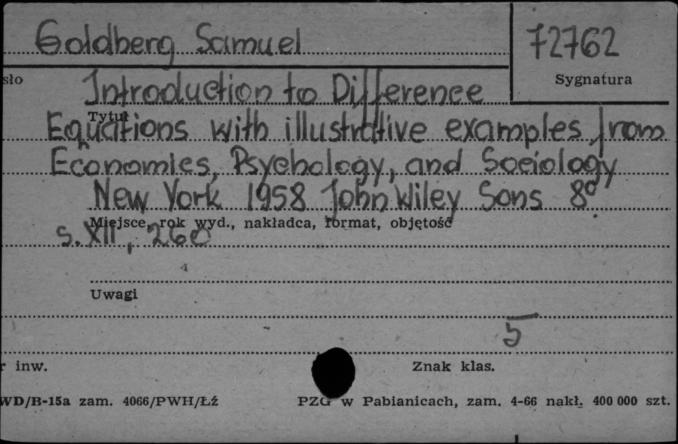 Goldberg Samuel
72762
sło
Sygnatura
Introduction to Difference
Tytuł
Equations with illustrative examples from
Economics, Psychology, and Sociology
New York 1958 John Wiley Sons 8°
Miejsce, rok wyd., nakładca, format, objętość
s. XII, 260
Uwagi
5
r inw.
Znak klas.
WD/B-15a zam. 4066/PWH/Łź
PZG w Pabianicach, zam. 4-66 nakł. 400 000 szt.